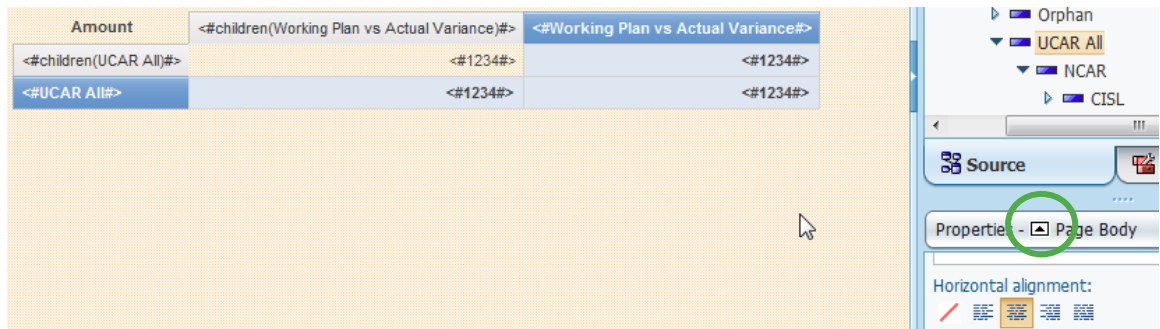 Amount <#children(Working Plan vs Actual Variance)#> <#Working Plan vs Actual Variance#>
<#children(UCAR All)#> <#1234#> <#1234#>
<#UCAR All#> <#1234#> <#1234#>
Orphan
UCAR All
NCAR
CISL
Source
Properties - Page Body
Horizontal alignment: